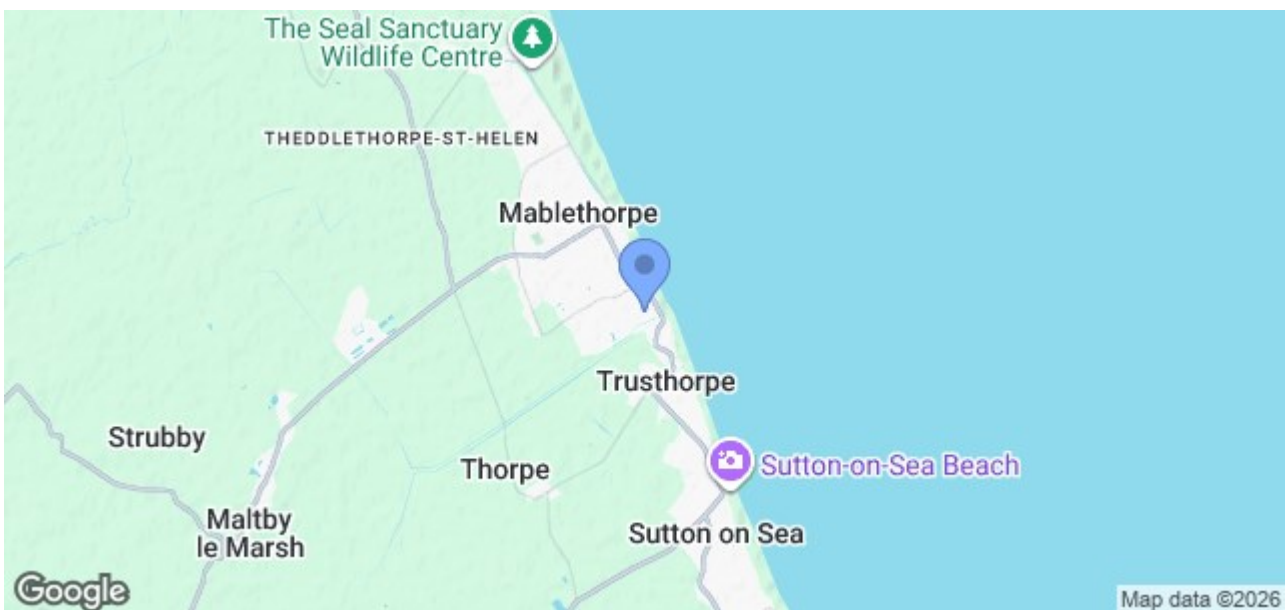 The Seal Sanctuary
Wildlife Centre
THEDDLETHORPE-ST-HELEN
Mablethorpe
Trusthorpe
Strubby
Thorpe
Sutton-on-Sea Beach
Maltby
le Marsh
Sutton on Sea
Google
Map data ©2026